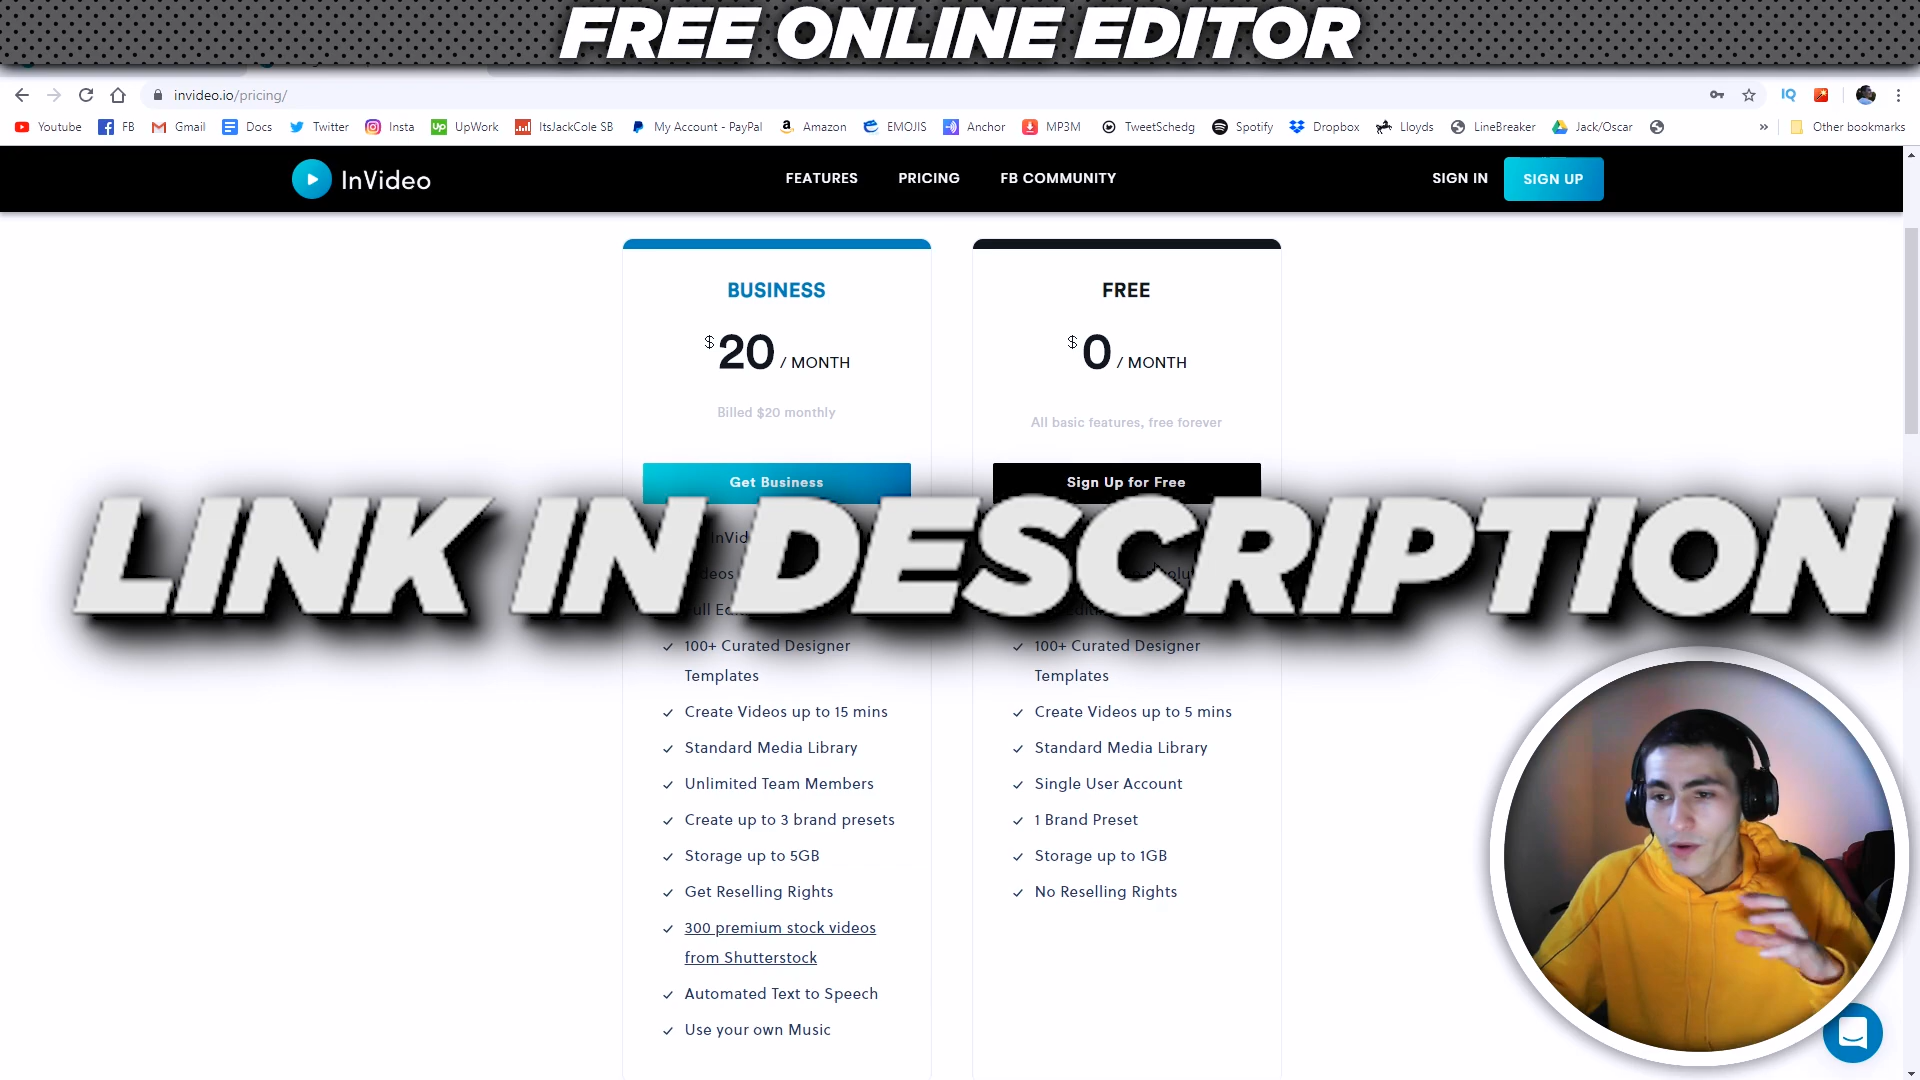 FREE ONLINE EDITOR
invideo.io/pricing/
Youtube FB Gmail Docs Twitter Insta UpWork ItsJackCole SB My Account - PayPal Amazon EMOJIS Anchor MP3M TweetSchedg Spotify Dropbox Lloyds LineBreaker Jack/Oscar » Other bookmarks
InVideo FEATURES PRICING FB COMMUNITY SIGN IN SIGN UP
BUSINESS
$20 / MONTH
Billed $20 monthly
Get Business
FREE
$0 / MONTH
All basic features, free forever
Sign Up for Free
LINK IN DESCRIPTION
100+ Curated Designer
Templates
Create Videos up to 15 mins
Standard Media Library
Unlimited Team Members
Create up to 3 brand presets
Storage up to 5GB
Get Reselling Rights
300 premium stock videos
from Shutterstock
Automated Text to Speech
Use your own Music
100+ Curated Designer
Templates
Create Videos up to 5 mins
Standard Media Library
Single User Account
1 Brand Preset
Storage up to 1GB
No Reselling Rights